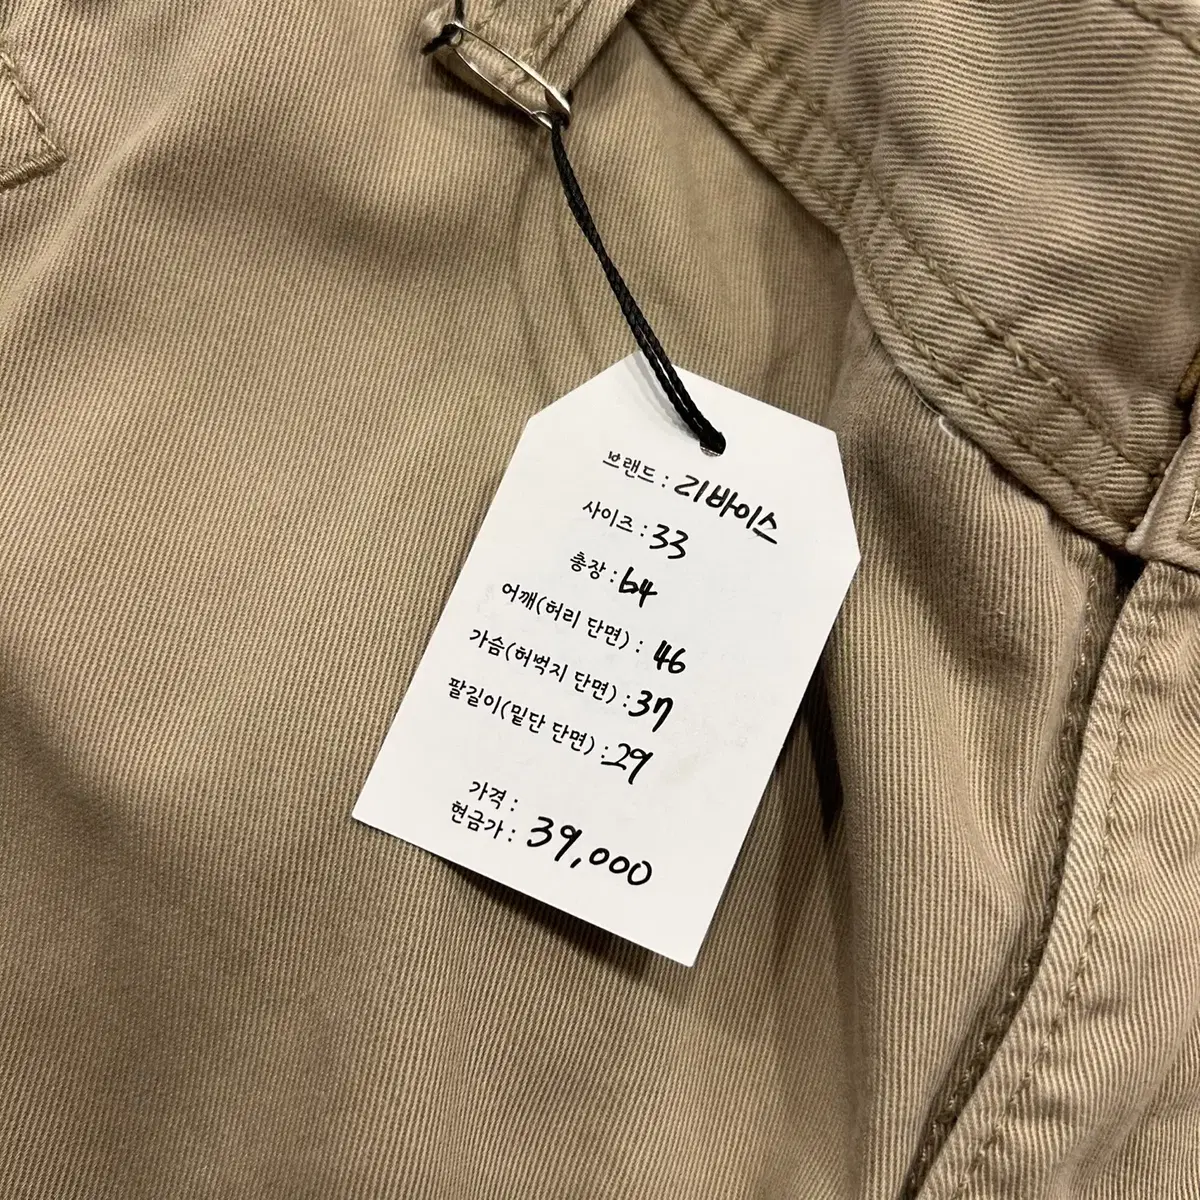 브랜드 : 리바이스
사이즈 : 33
총장 : 64
어깨(허리 단면) : 46
가슴(허벅지 단면) : 37
팔길이(밑단 단면) : 29
가격 :
현금가 : 39,000